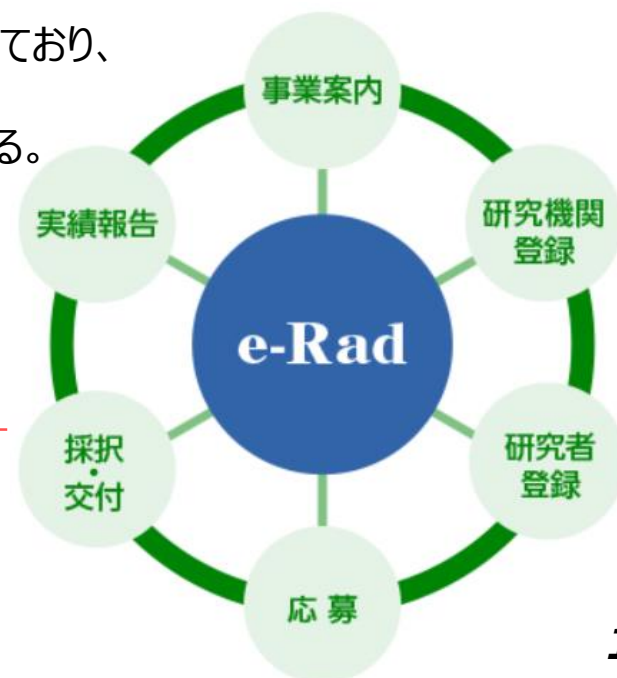 ており、
る。
事業案内
研究機関
登録
実績報告
e-Rad
研究者
登録
採択
・
交付
応募